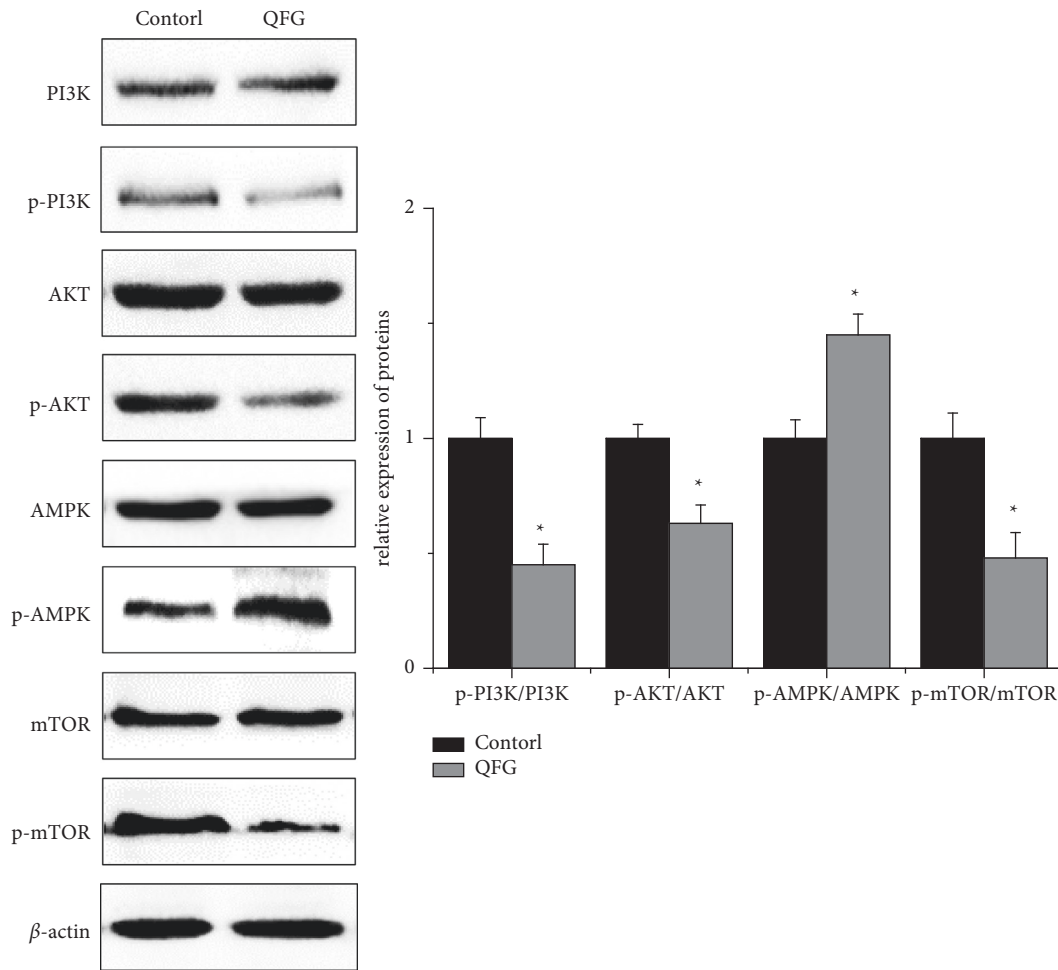 Contorl QFG
PI3K
p-PI3K
AKT
p-AKT
AMPK
p-AMPK
mTOR
p-mTOR
β-actin
relative expression of proteins
2
1
0
* * * *
p-PI3K/PI3K p-AKT/AKT p-AMPK/AMPK p-mTOR/mTOR
Contorl
QFG